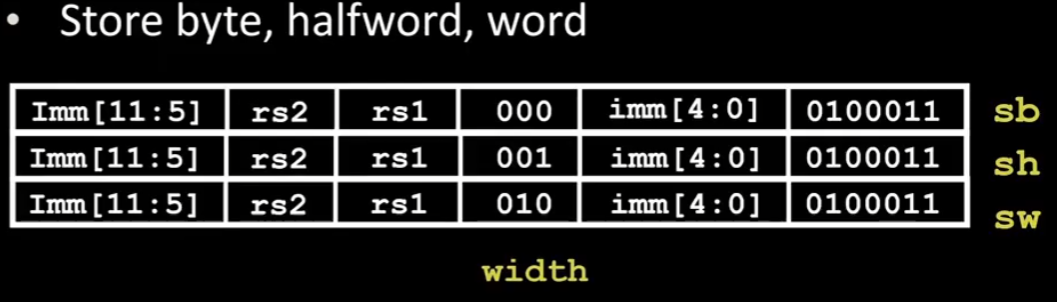 • Store byte, halfword, word
Imm[11:5] rs2 rs1 000 imm[4:0] 0100011 sb
Imm[11:5] rs2 rs1 001 imm[4:0] 0100011 sh
Imm[11:5] rs2 rs1 010 imm[4:0] 0100011 sw
width